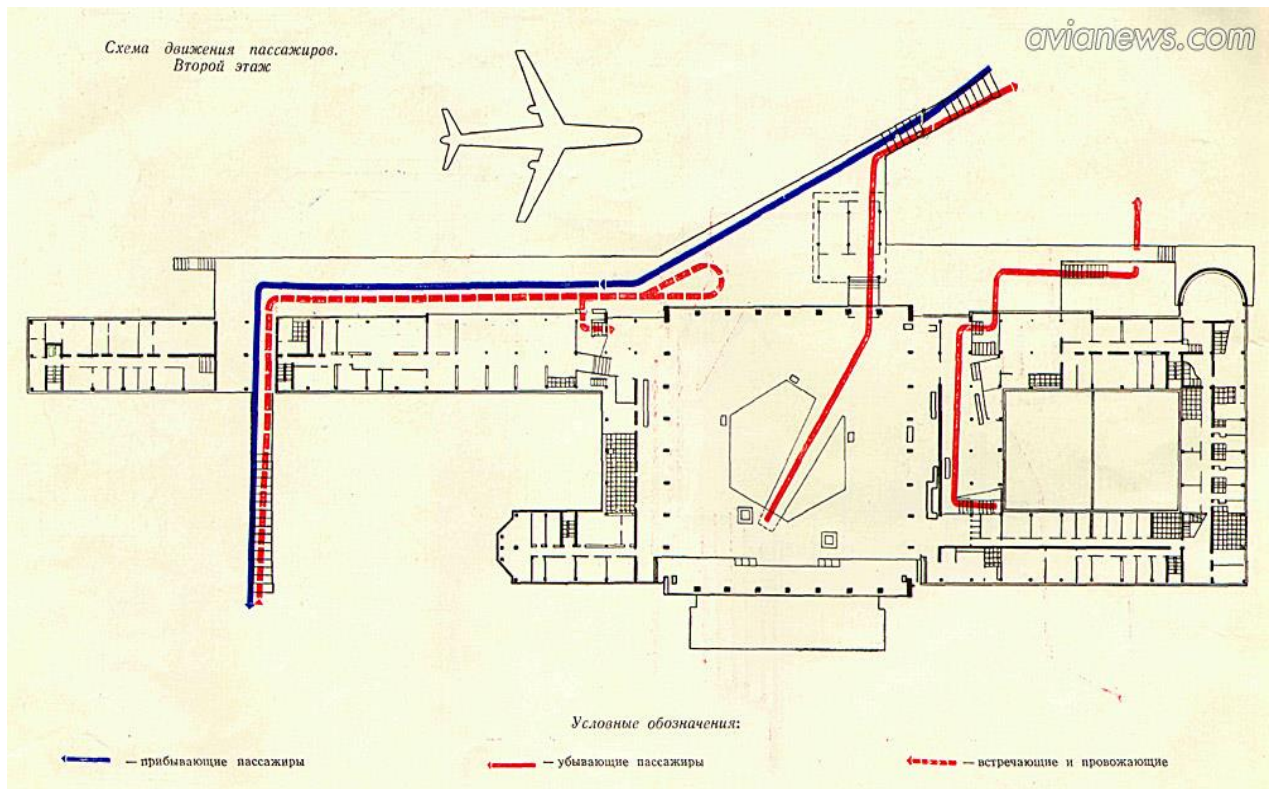 avianews.com
Схема движения пассажиров.
Второй этаж
Условные обозначения:
— прибывающие пассажиры
— убывающие пассажиры
— встречающие и провожающие